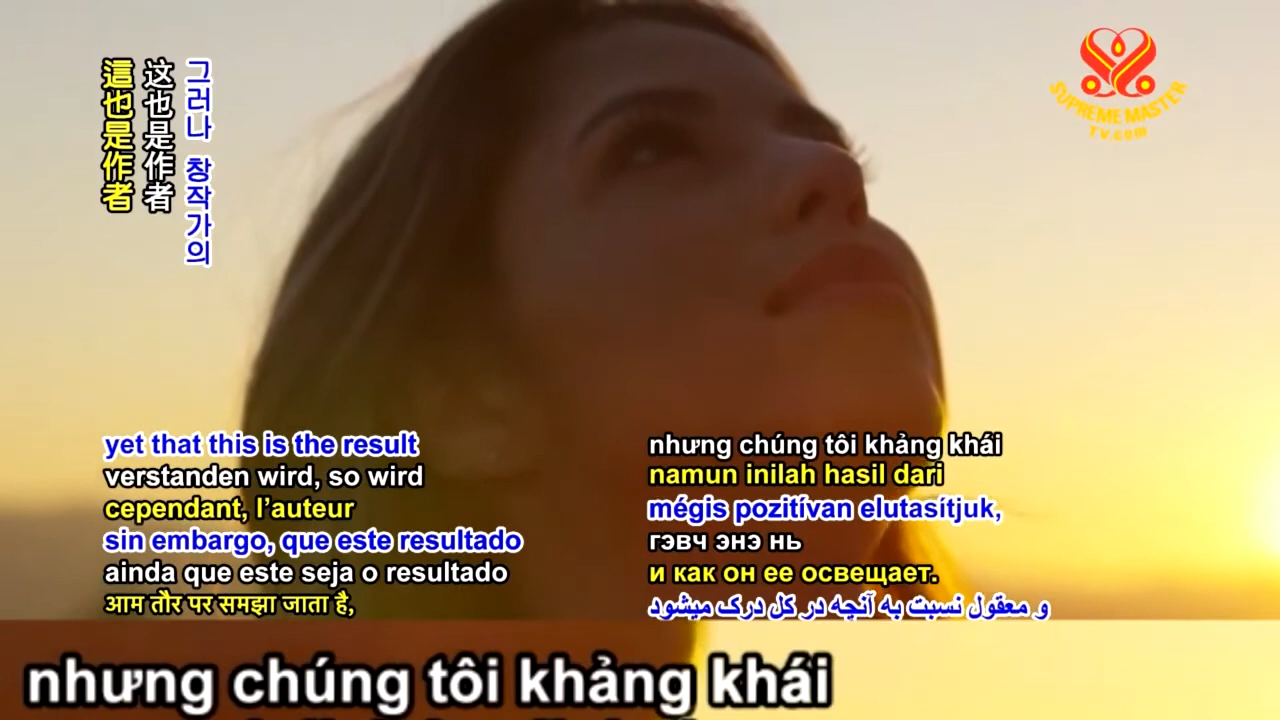 這也是作者
这也是作者
그러나 창작가의
SUPREME MASTER
TV.com
yet that this is the result
verstanden wird, so wird
cependant, l’auteur
sin embargo, que este resultado
ainda que este seja o resultado
आम तौर पर समझा जाता है,
nhưng chúng tôi khảng khái
namun inilah hasil dari
mégis pozitívan elutasítjuk,
гэвч энэ нь
и как он ее освещает.
و معقول نسبت به آنچه در کل درک میشود
nhưng chúng tôi khảng khái